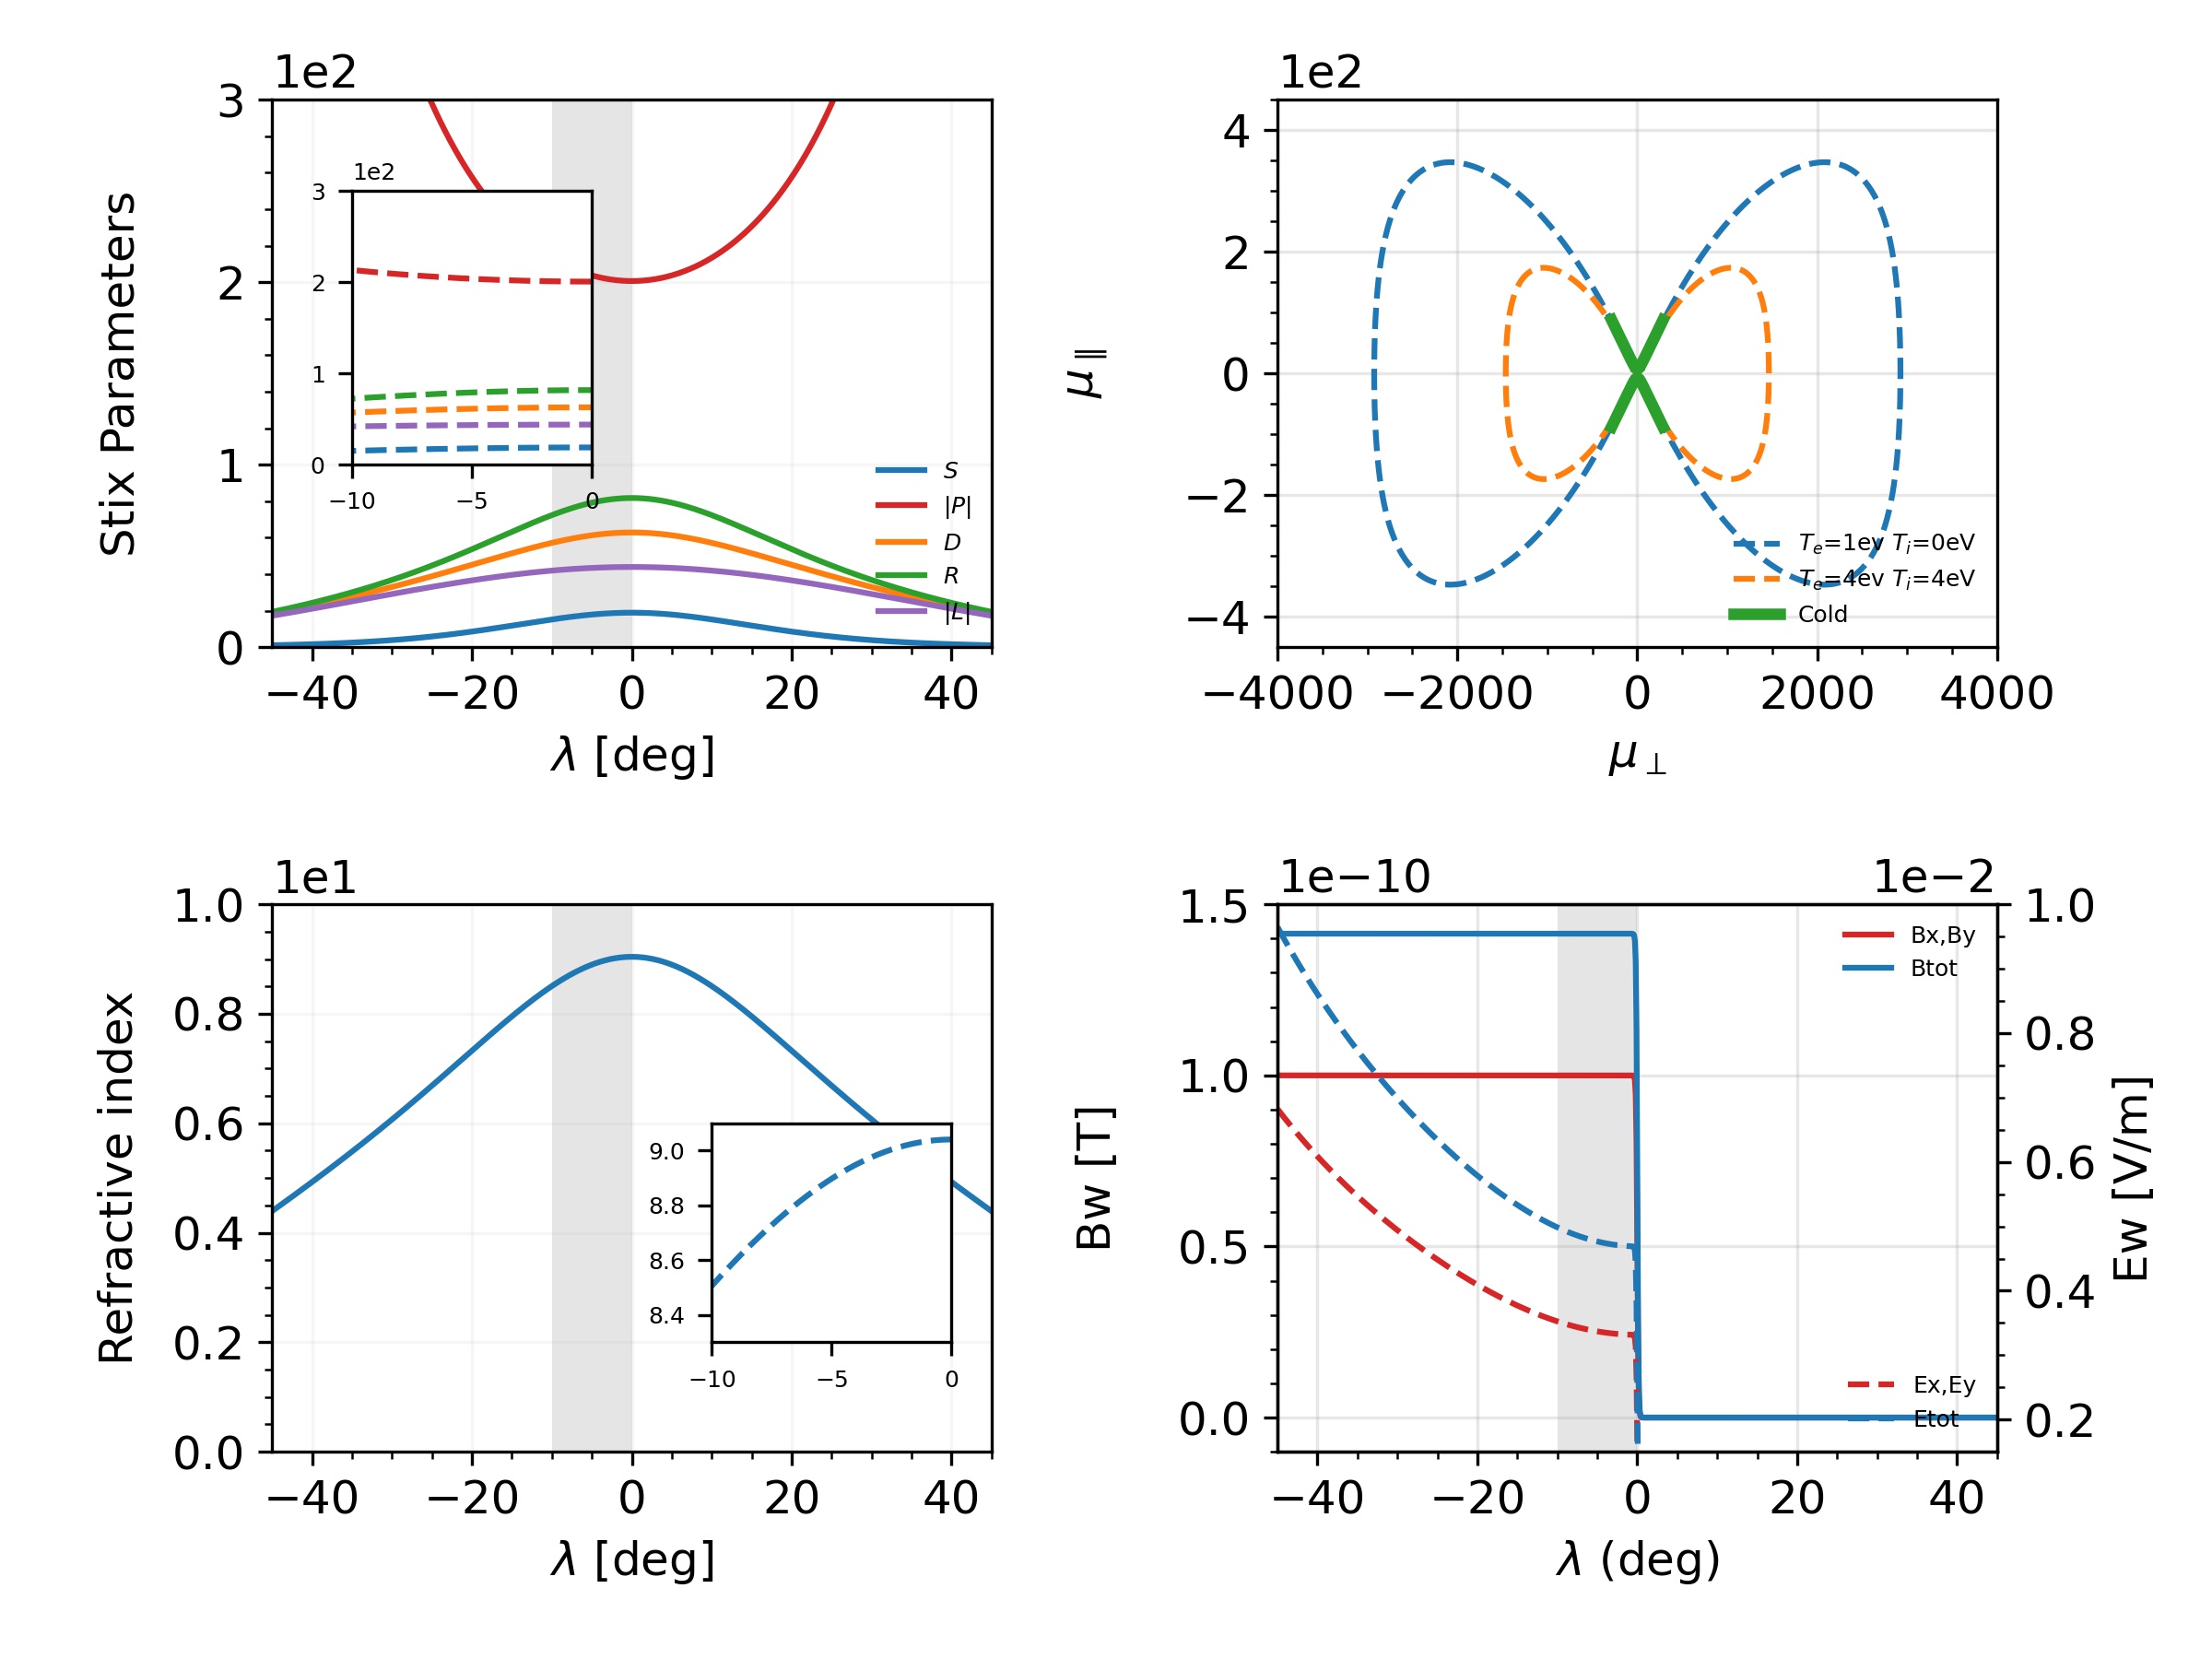 1e2
3
2
1
0
Stix Parameters
1e2
3
2
1
0
−10
−5
0
S
|P|
D
R
|L|
−40
−20
0
20
40
λ [deg]
1e2
4
2
0
−2
−4
μ∥
T_e=1ev T_i=0eV
T_e=4ev T_i=4eV
Cold
−4000
−2000
0
2000
4000
μ⊥
1e1
1.0
0.8
0.6
0.4
0.2
0.0
Refractive index
9.0
8.8
8.6
8.4
−10
−5
0
−40
−20
0
20
40
λ [deg]
1e−10
1e−2
1.5
1.0
0.5
0.0
Bw [T]
Bx,By
Btot
Ex,Ey
Etot
1.0
0.8
0.6
0.4
0.2
Ew [V/m]
−40
−20
0
20
40
λ (deg)